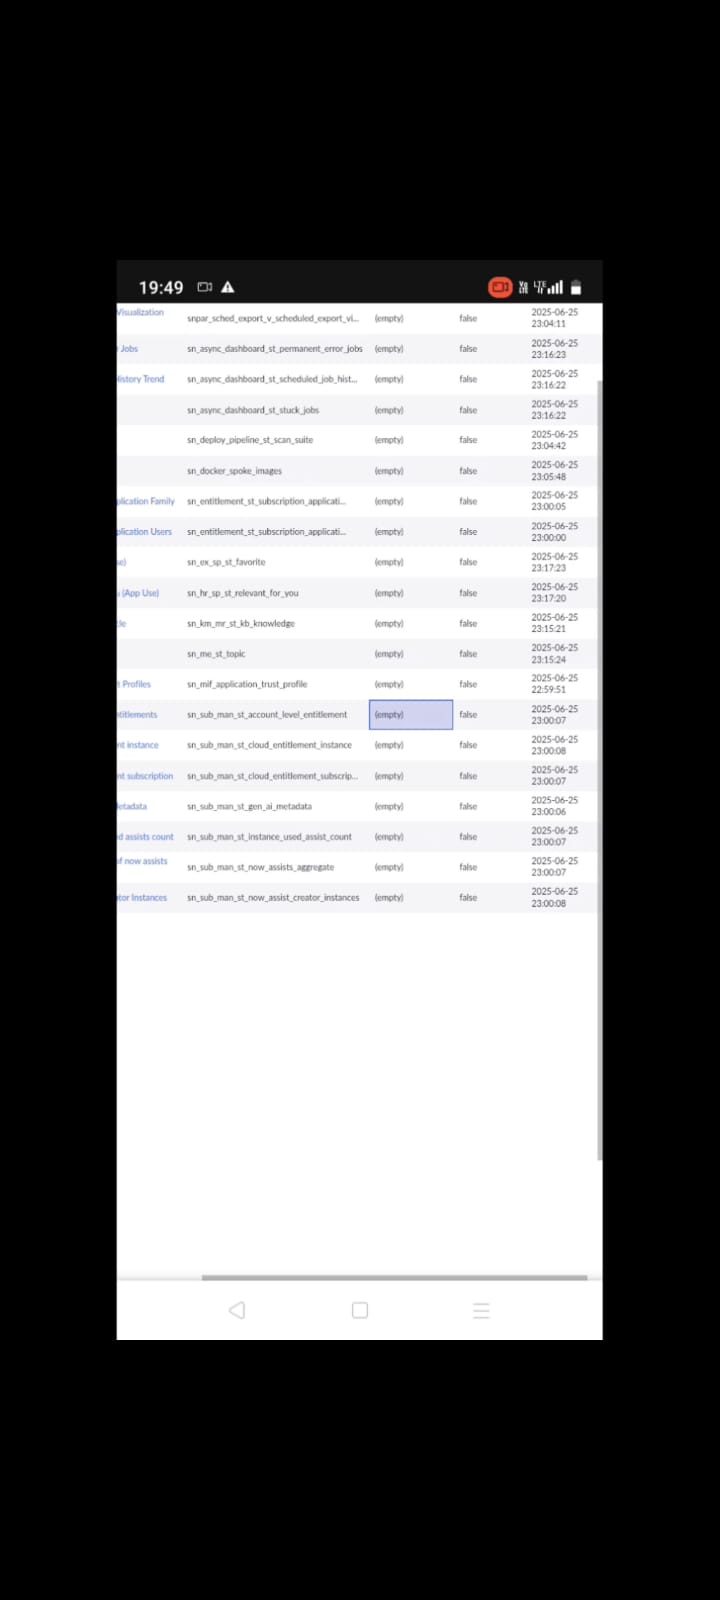 19:49
Visualization snpar_sched_export_v_scheduled_export_vi... (empty) false 2025-06-25 23:04:11
Jobs sn_async_dashboard_st_permanent_error_jobs (empty) false 2025-06-25 23:16:23
History Trend sn_async_dashboard_st_scheduled_job_hist... (empty) false 2025-06-25 23:16:22
sn_async_dashboard_st_stuck_jobs (empty) false 2025-06-25 23:16:22
sn_deploy_pipeline_st_scan_suite (empty) false 2025-06-25 23:04:42
sn_docker_spoke_images (empty) false 2025-06-25 23:05:48
plication Family sn_entitlement_st_subscription_applicati... (empty) false 2025-06-25 23:00:05
plication Users sn_entitlement_st_subscription_applicati... (empty) false 2025-06-25 23:00:00
se) sn_ex_sp_st_favorite (empty) false 2025-06-25 23:17:23
(App Use) sn_hr_sp_st_relevant_for_you (empty) false 2025-06-25 23:17:20
cle sn_km_mr_st_kb_knowledge (empty) false 2025-06-25 23:15:21
sn_me_st_topic (empty) false 2025-06-25 23:15:24
t Profiles sn_mif_application_trust_profile (empty) false 2025-06-25 22:59:51
ntitlements sn_sub_man_st_account_level_entitlement (empty) false 2025-06-25 23:00:07
nt instance sn_sub_man_st_cloud_entitlement_instance (empty) false 2025-06-25 23:00:08
nt subscription sn_sub_man_st_cloud_entitlement_subscrip... (empty) false 2025-06-25 23:00:07
etadata sn_sub_man_st_gen_ai_metadata (empty) false 2025-06-25 23:00:06
d assists count sn_sub_man_st_instance_used_assist_count (empty) false 2025-06-25 23:00:07
of now assists sn_sub_man_st_now_assists_aggregate (empty) false 2025-06-25 23:00:07
tor Instances sn_sub_man_st_now_assist_creator_instances (empty) false 2025-06-25 23:00:08